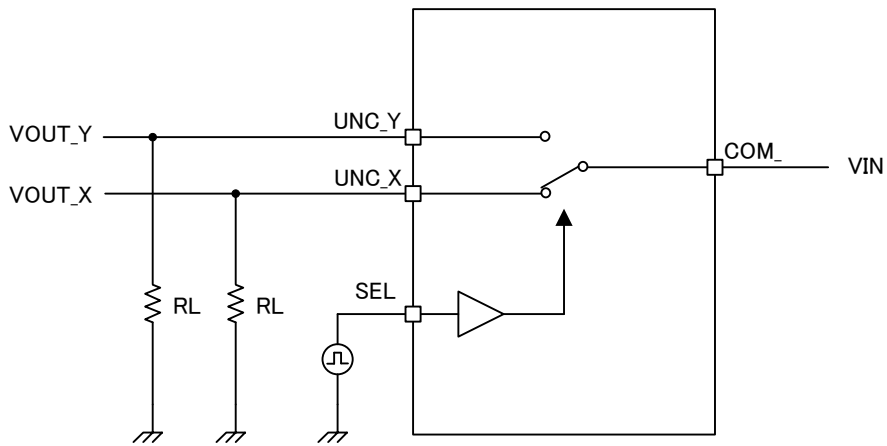 UNC_Y
VOUT_Y
COM_
VIN
UNC_X
VOUT_X
SEL
RL
RL